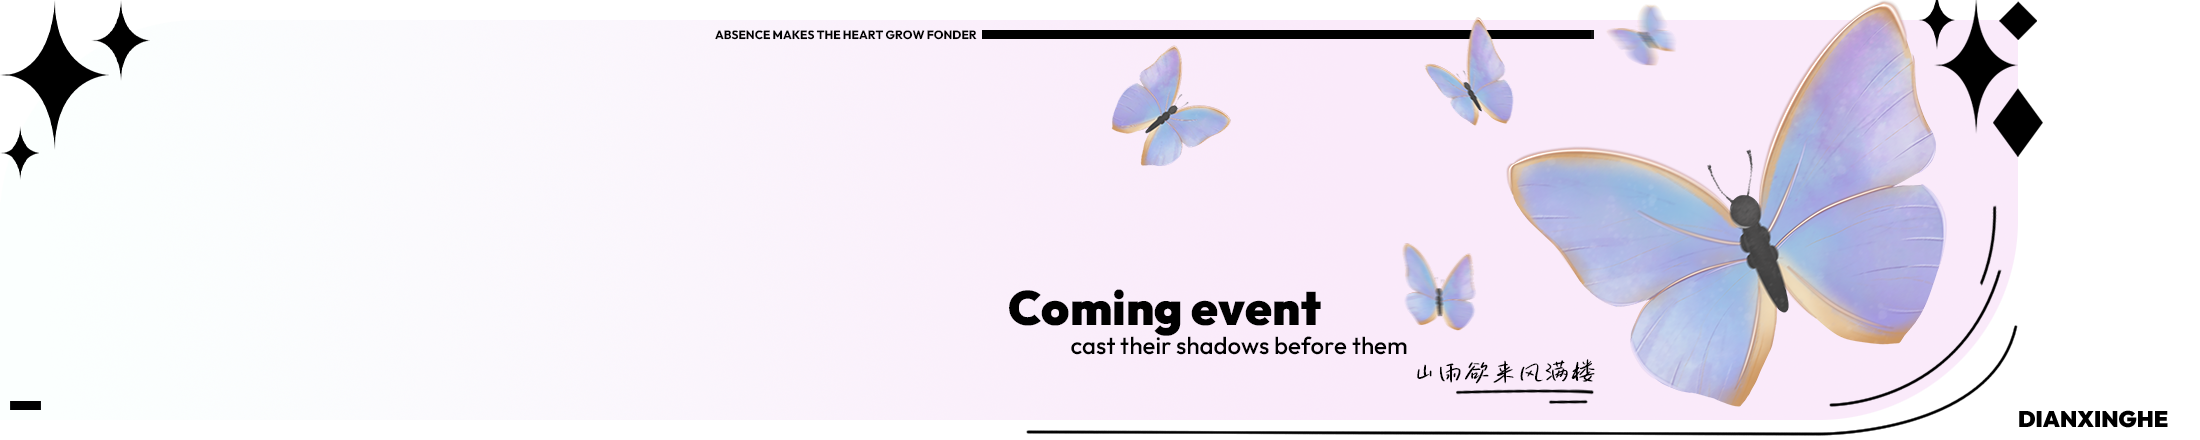 ABSENCE MAKES THE HEART GROW FONDER
Coming event
cast their shadows before them
山雨欲来风满楼
DIANXINGHE